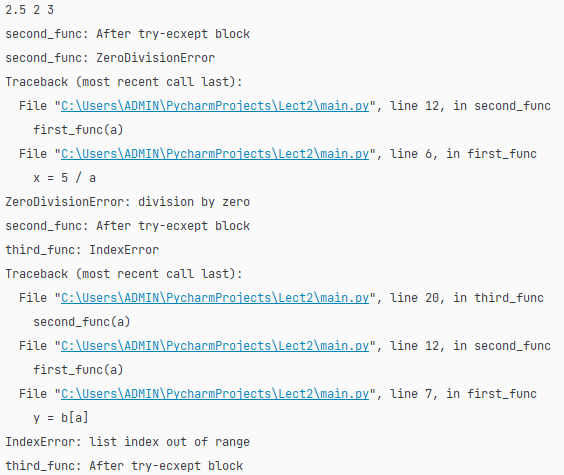 2.5 2 3
second_func: After try-ecxept block
second_func: ZeroDivisionError
Traceback (most recent call last):
  File "C:\Users\ADMIN\PycharmProjects\Lect2\main.py", line 12, in second_func
    first_func(a)
  File "C:\Users\ADMIN\PycharmProjects\Lect2\main.py", line 6, in first_func
    x = 5 / a
ZeroDivisionError: division by zero
second_func: After try-ecxept block
third_func: IndexError
Traceback (most recent call last):
  File "C:\Users\ADMIN\PycharmProjects\Lect2\main.py", line 20, in third_func
    second_func(a)
  File "C:\Users\ADMIN\PycharmProjects\Lect2\main.py", line 12, in second_func
    first_func(a)
  File "C:\Users\ADMIN\PycharmProjects\Lect2\main.py", line 7, in first_func
    y = b[a]
IndexError: list index out of range
third_func: After try-ecxept block